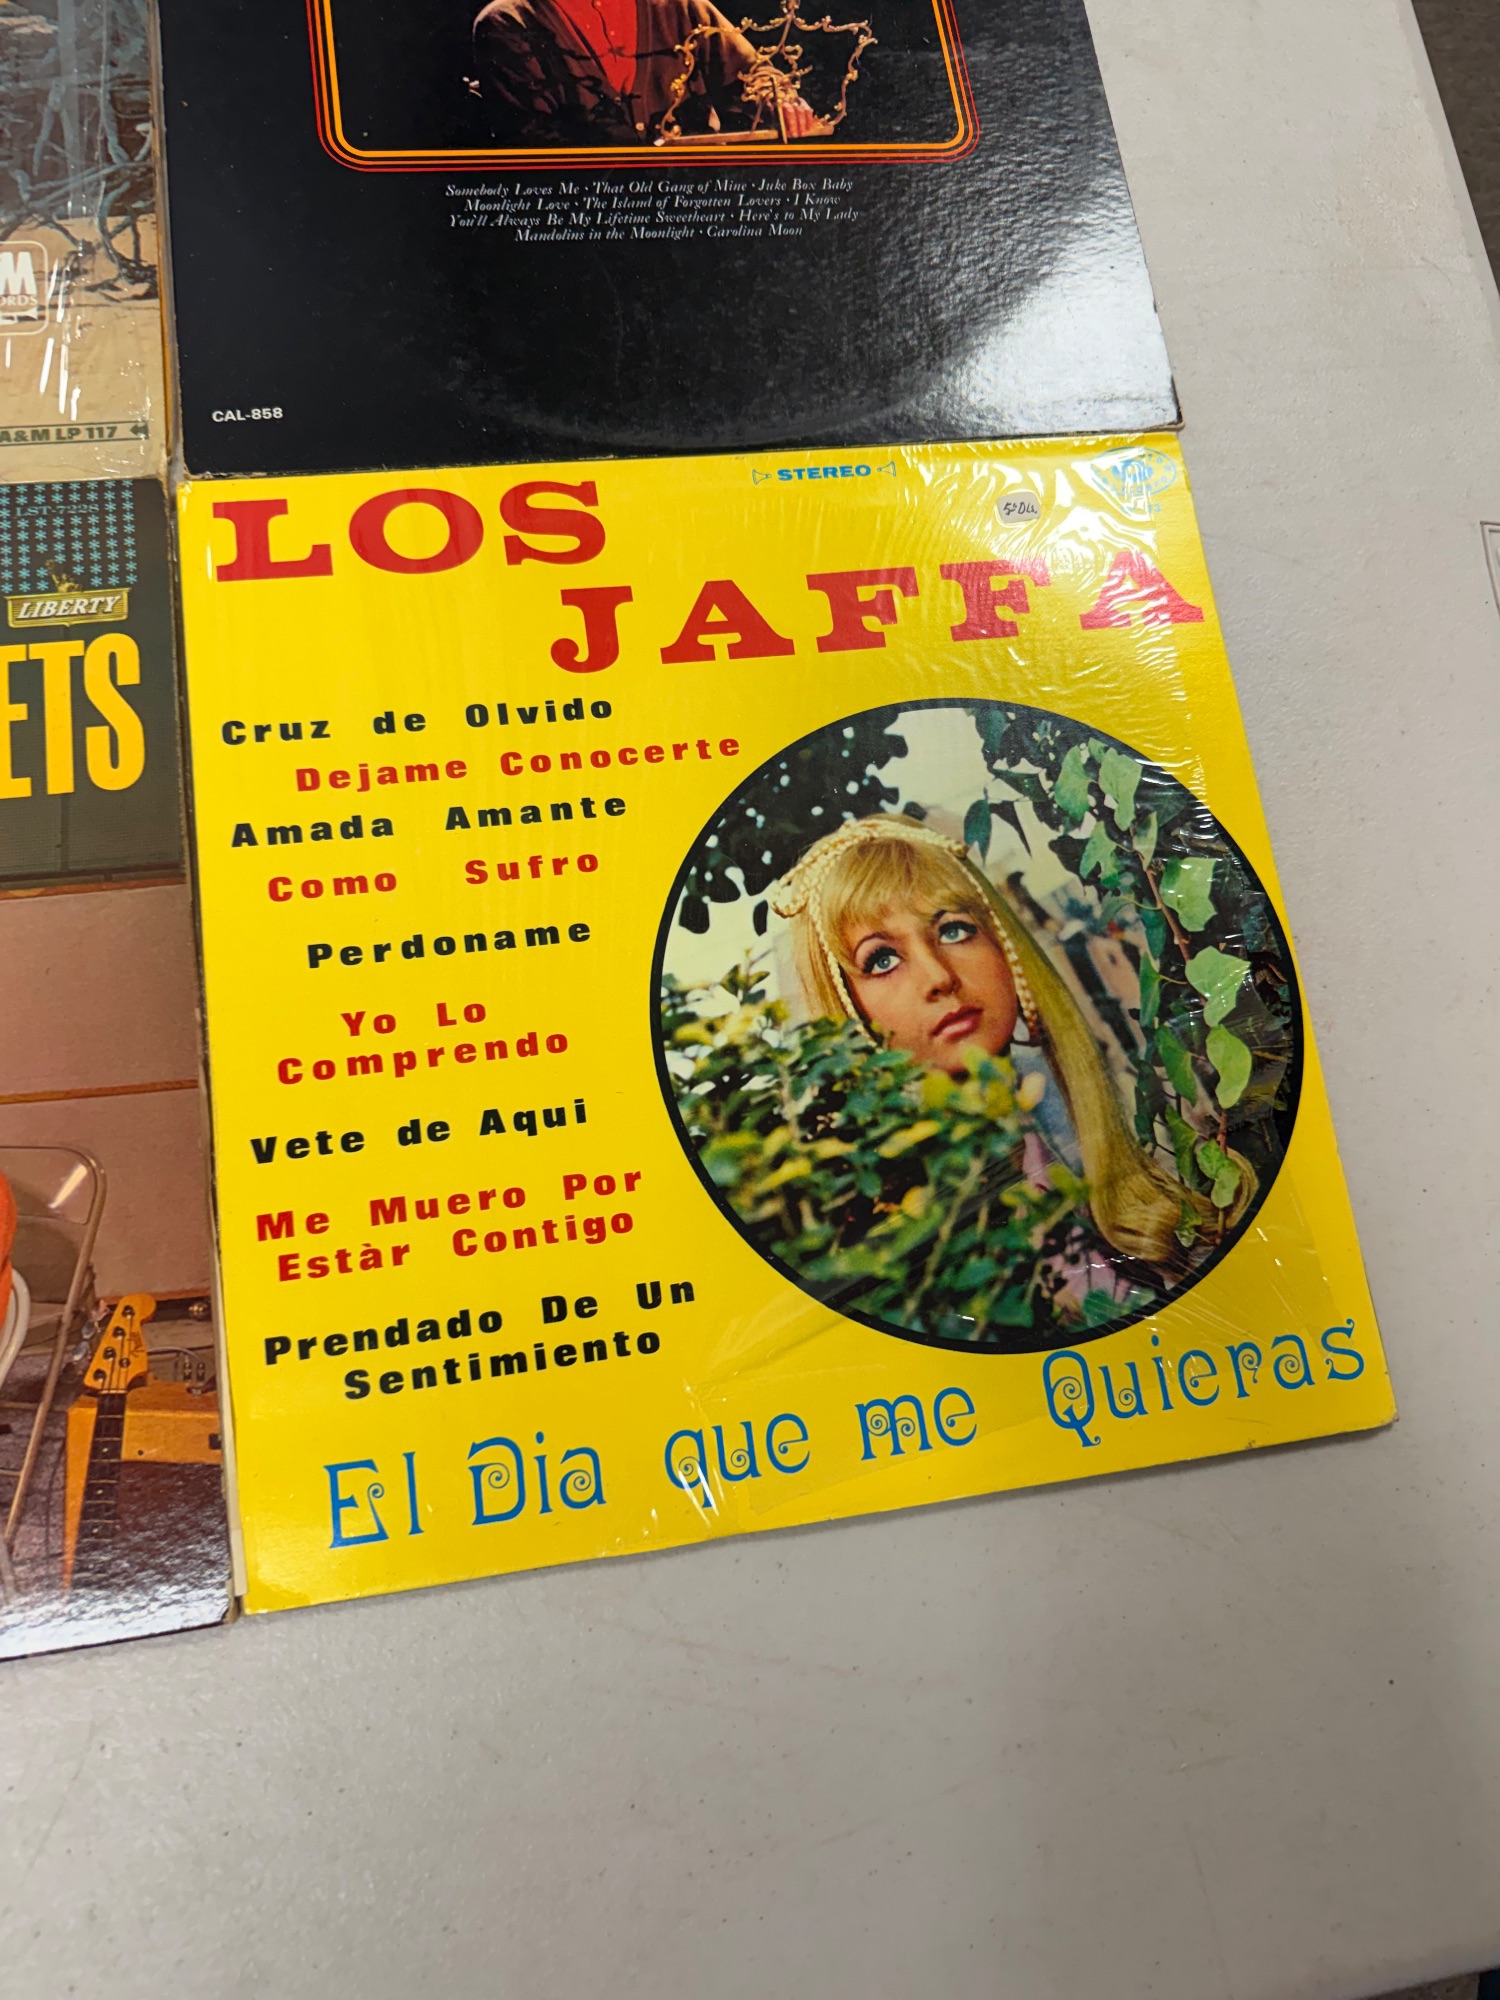 Somebody Loves Me • That Old Gang of Mine • Juke Box Baby
Moonlight Love • The Island of Forgotten Lovers • I Know
You'll Always Be My Lifetime Sweetheart • Here's to My Lady
Mandolins in the Moonlight • Carolina Moon
CAL-858
A&M LP 117
LST-7228
LIBERTY
ETS
STEREO
LOS
JAFFA
Cruz de Olvido
Dejame Conocerte
Amada Amante
Como Sufro
Perdoname
Yo Lo
Comprendo
Vete de Aqui
Me Muero Por
Estàr Contigo
Prendado De Un
Sentimiento
El Dia que me Quieras